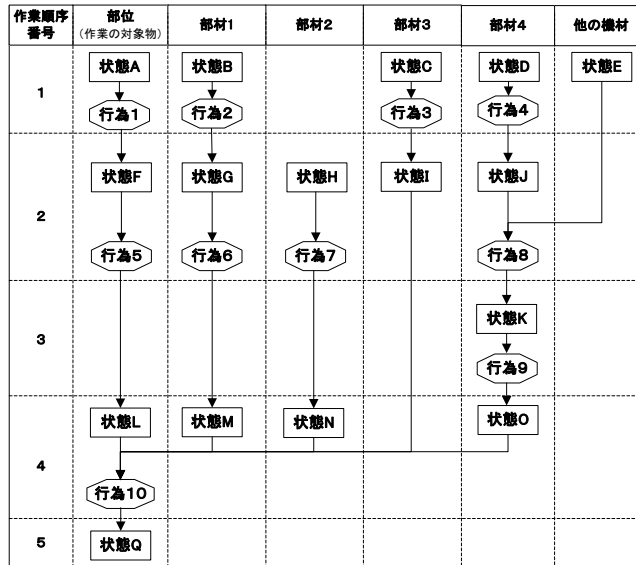 作業順序 部位 部材1 部材2 部材3 部材4 他の機材
番号 (作業の対象物)
1 状態A 状態B 状態C 状態D 状態E
行為1 行為2 行為3 行為4
2 状態F 状態G 状態H 状態I 状態J
行為5 行為6 行為7 行為8
3 状態K
行為9
4 状態L 状態M 状態N 状態O
行為10
5 状態Q